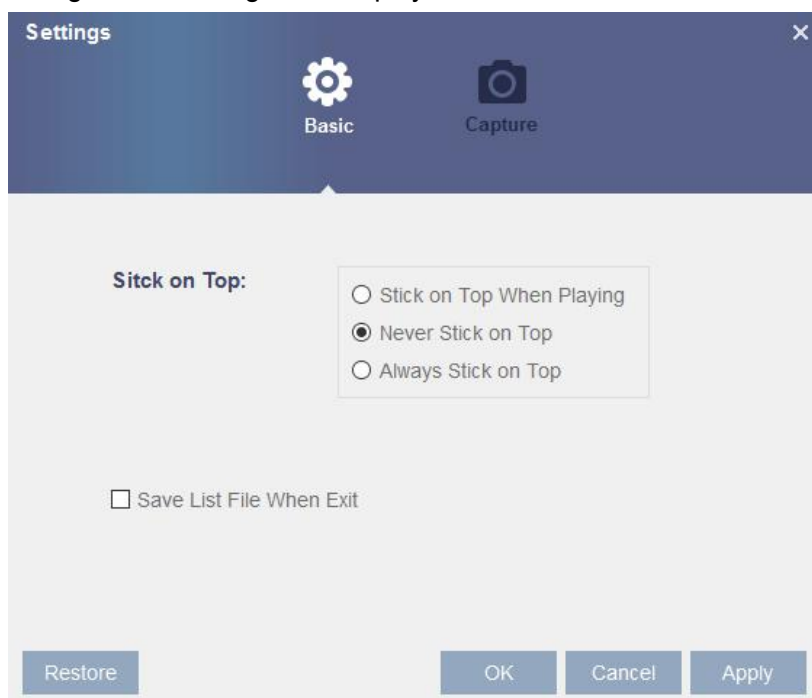 Settings
Basic
Capture
Sitck on Top:
Stick on Top When Playing
Never Stick on Top
Always Stick on Top
Save List File When Exit
Restore
OK
Cancel
Apply